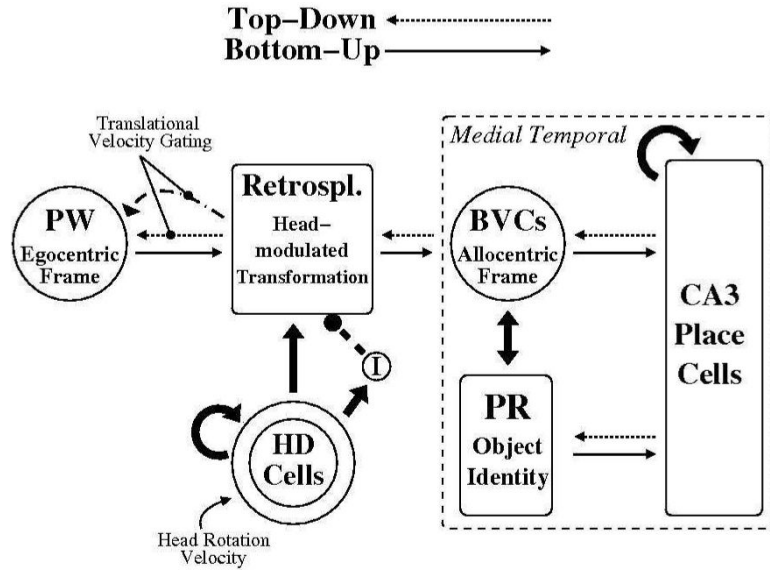 Top–Down
Bottom–Up
Translational
Velocity Gating
Medial Temporal
PW
Egocentric
Frame
Retrospl.
Head–
modulated
Transformation
BVCs
Allocentric
Frame
CA3
Place
Cells
I
HD
Cells
PR
Object
Identity
Head Rotation
Velocity